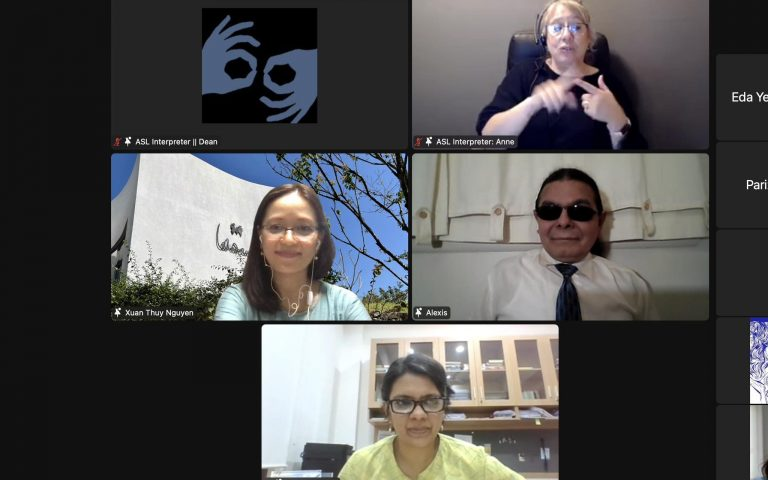 ASL Interpreter || Dean
ASL Interpreter: Anne
Eda Ye
Pari
Xuan Thuy Nguyen
Alexis